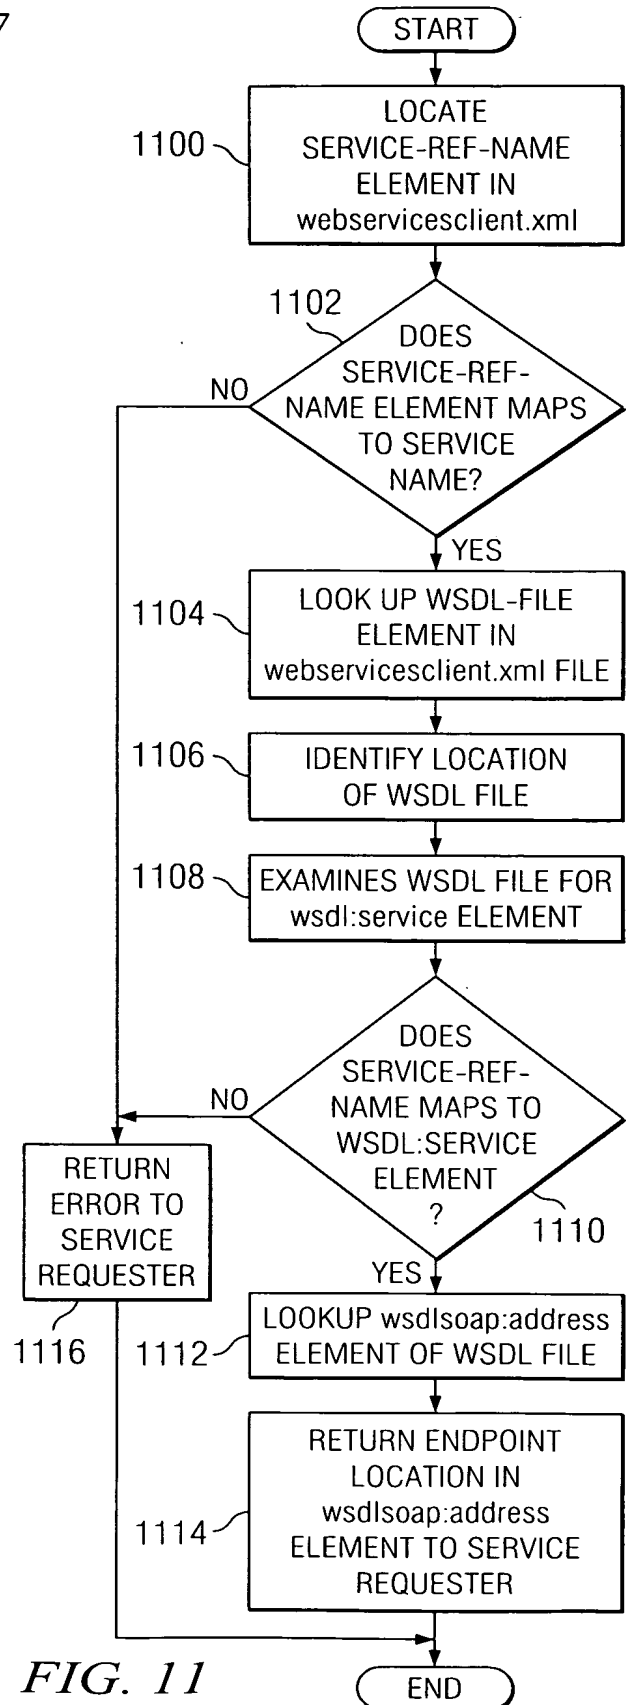 7
START
1100
LOCATE
SERVICE-REF-NAME
ELEMENT IN
webservicesclient.xml
1102
DOES
SERVICE-REF-
NAME ELEMENT MAPS
TO SERVICE
NAME?
NO
YES
1104
LOOK UP WSDL-FILE
ELEMENT IN
webservicesclient.xml FILE
1106
IDENTIFY LOCATION
OF WSDL FILE
1108
EXAMINES WSDL FILE FOR
wsdl:service ELEMENT
DOES
SERVICE-REF-
NAME MAPS TO
WSDL:SERVICE
ELEMENT
?
NO
1110
YES
RETURN
ERROR TO
SERVICE
REQUESTER
1116
1112
LOOKUP wsdlsoap:address
ELEMENT OF WSDL FILE
1114
RETURN ENDPOINT
LOCATION IN
wsdlsoap:address
ELEMENT TO SERVICE
REQUESTER
FIG. 11
END